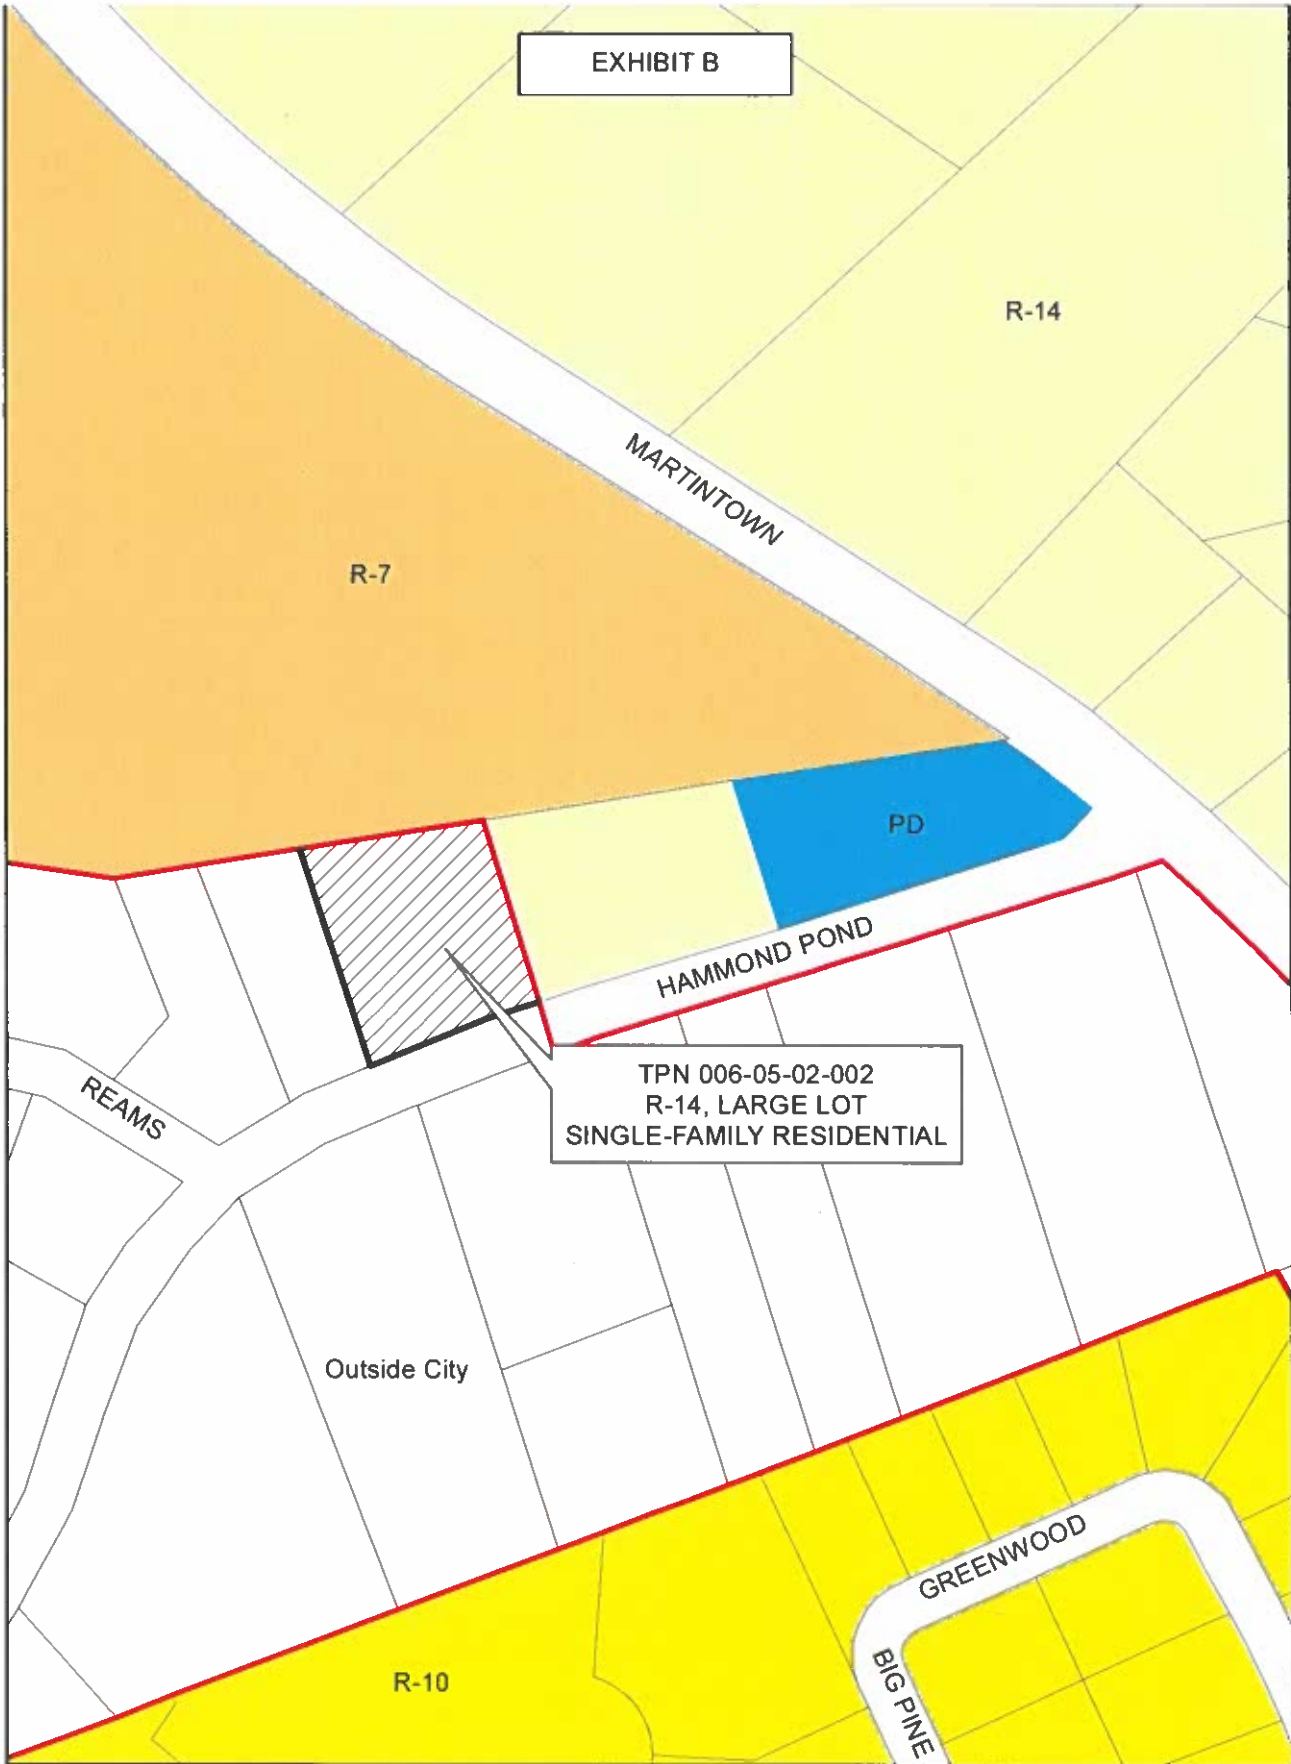 EXHIBIT B
R-14
MARTINTOWN
R-7
PD
HAMMOND POND
TPN 006-05-02-002
R-14, LARGE LOT
SINGLE-FAMILY RESIDENTIAL
REAMS
Outside City
GREENWOOD
BIG PINE
R-10